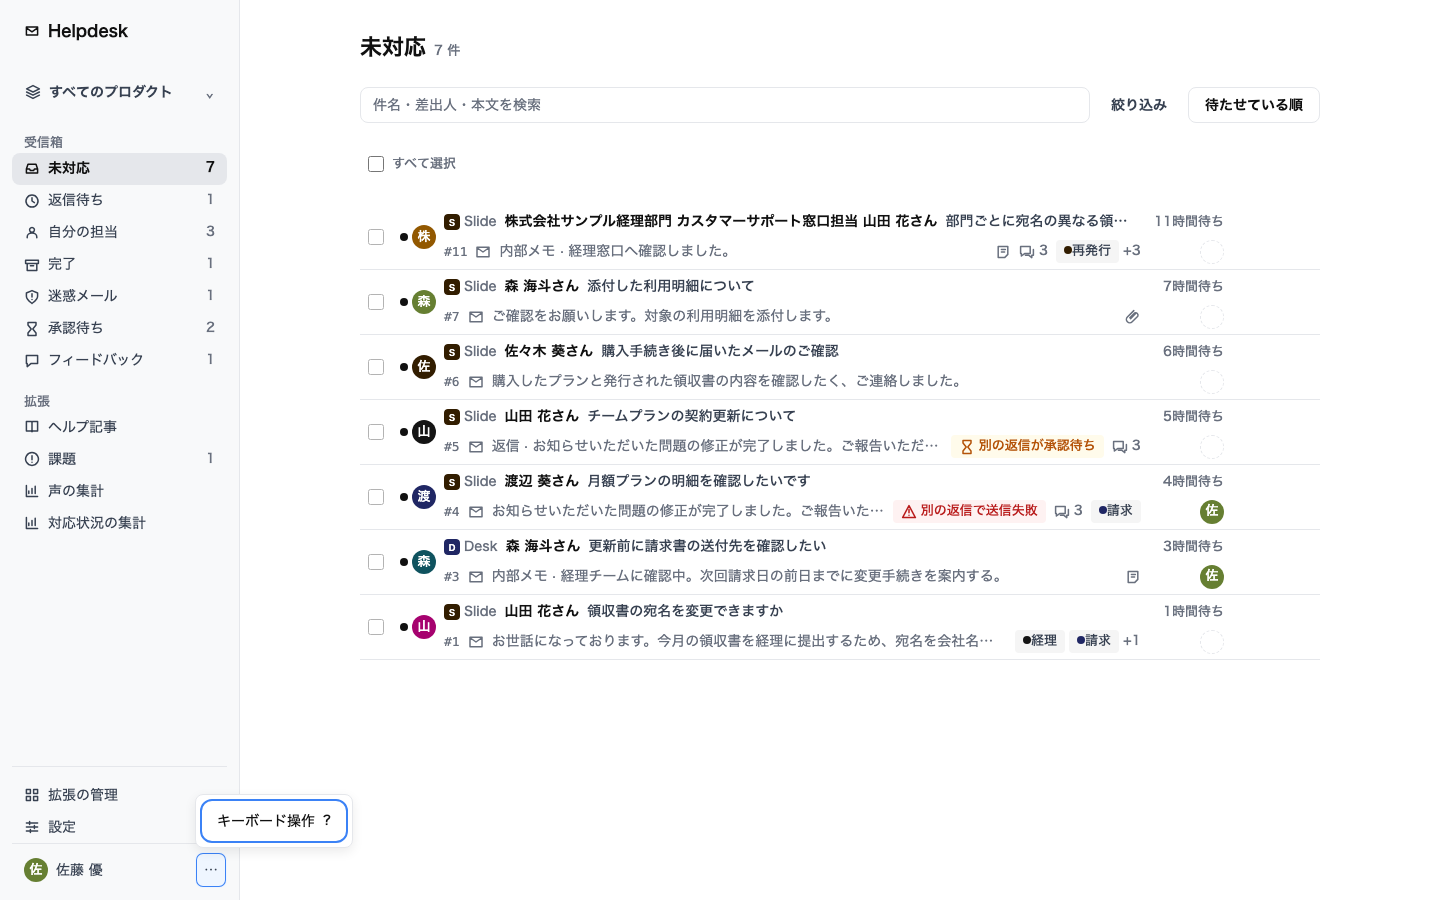 Helpdesk
すべてのプロダクト
受信箱
未対応 7
返信待ち 1
自分の担当 3
完了 1
迷惑メール 1
承認待ち 2
フィードバック 1
拡張
ヘルプ記事
課題 1
声の集計
対応状況の集計
拡張の管理
設定
佐 佐藤 優 …
キーボード操作 ?
未対応 7 件
件名・差出人・本文を検索 絞り込み 待たせている順
すべて選択
株 S Slide 株式会社サンプル経理部門 カスタマーサポート窓口担当 山田 花さん 部門ごとに宛名の異なる領… 11時間待ち
#11 内部メモ · 経理窓口へ確認しました。 3 再発行 +3
森 S Slide 森 海斗さん 添付した利用明細について 7時間待ち
#7 ご確認をお願いします。対象の利用明細を添付します。
佐 S Slide 佐々木 葵さん 購入手続き後に届いたメールのご確認 6時間待ち
#6 購入したプランと発行された領収書の内容を確認したく、ご連絡しました。
山 S Slide 山田 花さん チームプランの契約更新について 5時間待ち
#5 返信 · お知らせいただいた問題の修正が完了しました。ご報告いただ… 別の返信が承認待ち 3
渡 S Slide 渡辺 葵さん 月額プランの明細を確認したいです 4時間待ち
#4 お知らせいただいた問題の修正が完了しました。ご報告いた… 別の返信で送信失敗 3 請求 佐
森 D Desk 森 海斗さん 更新前に請求書の送付先を確認したい 3時間待ち
#3 内部メモ · 経理チームに確認中。次回請求日の前日までに変更手続きを案内する。 佐
山 S Slide 山田 花さん 領収書の宛名を変更できますか 1時間待ち
#1 お世話になっております。今月の領収書を経理に提出するため、宛名を会社名… 経理 請求 +1